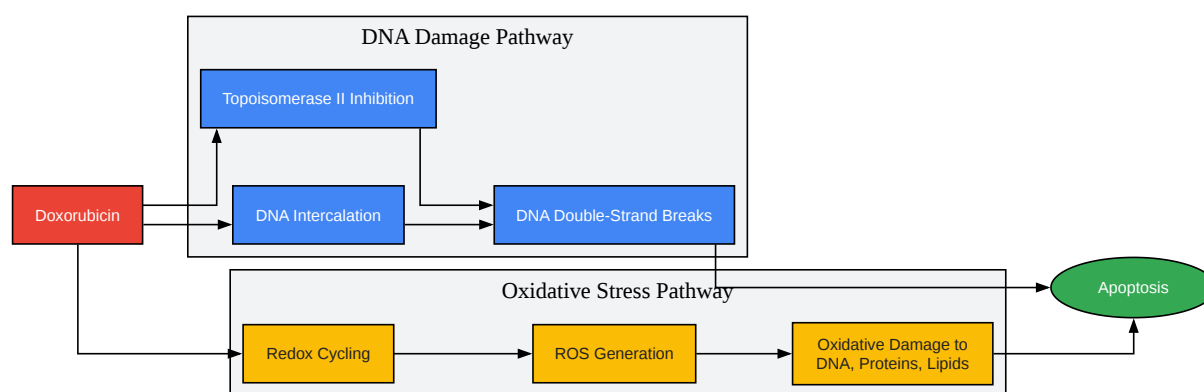 DNA Damage Pathway
Topoisomerase II Inhibition
Doxorubicin
DNA Intercalation
DNA Double-Strand Breaks
Apoptosis
Oxidative Stress Pathway
Redox Cycling
ROS Generation
Oxidative Damage to
DNA, Proteins, Lipids